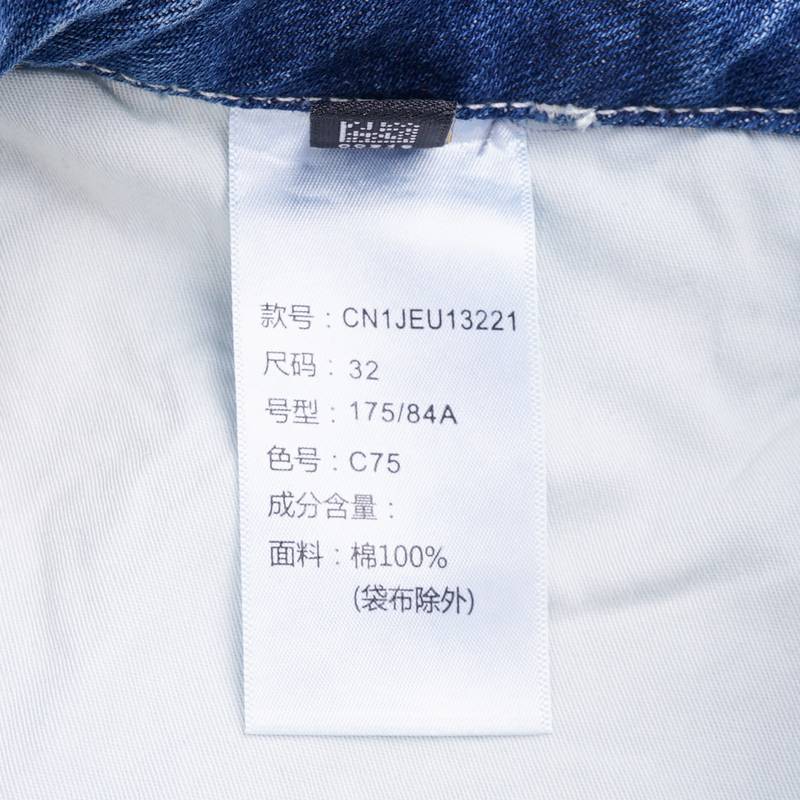 款号：CN1JEU13221
尺码：32
号型：175/84A
色号：C75
成分含量：
面料：棉100%
(袋布除外)